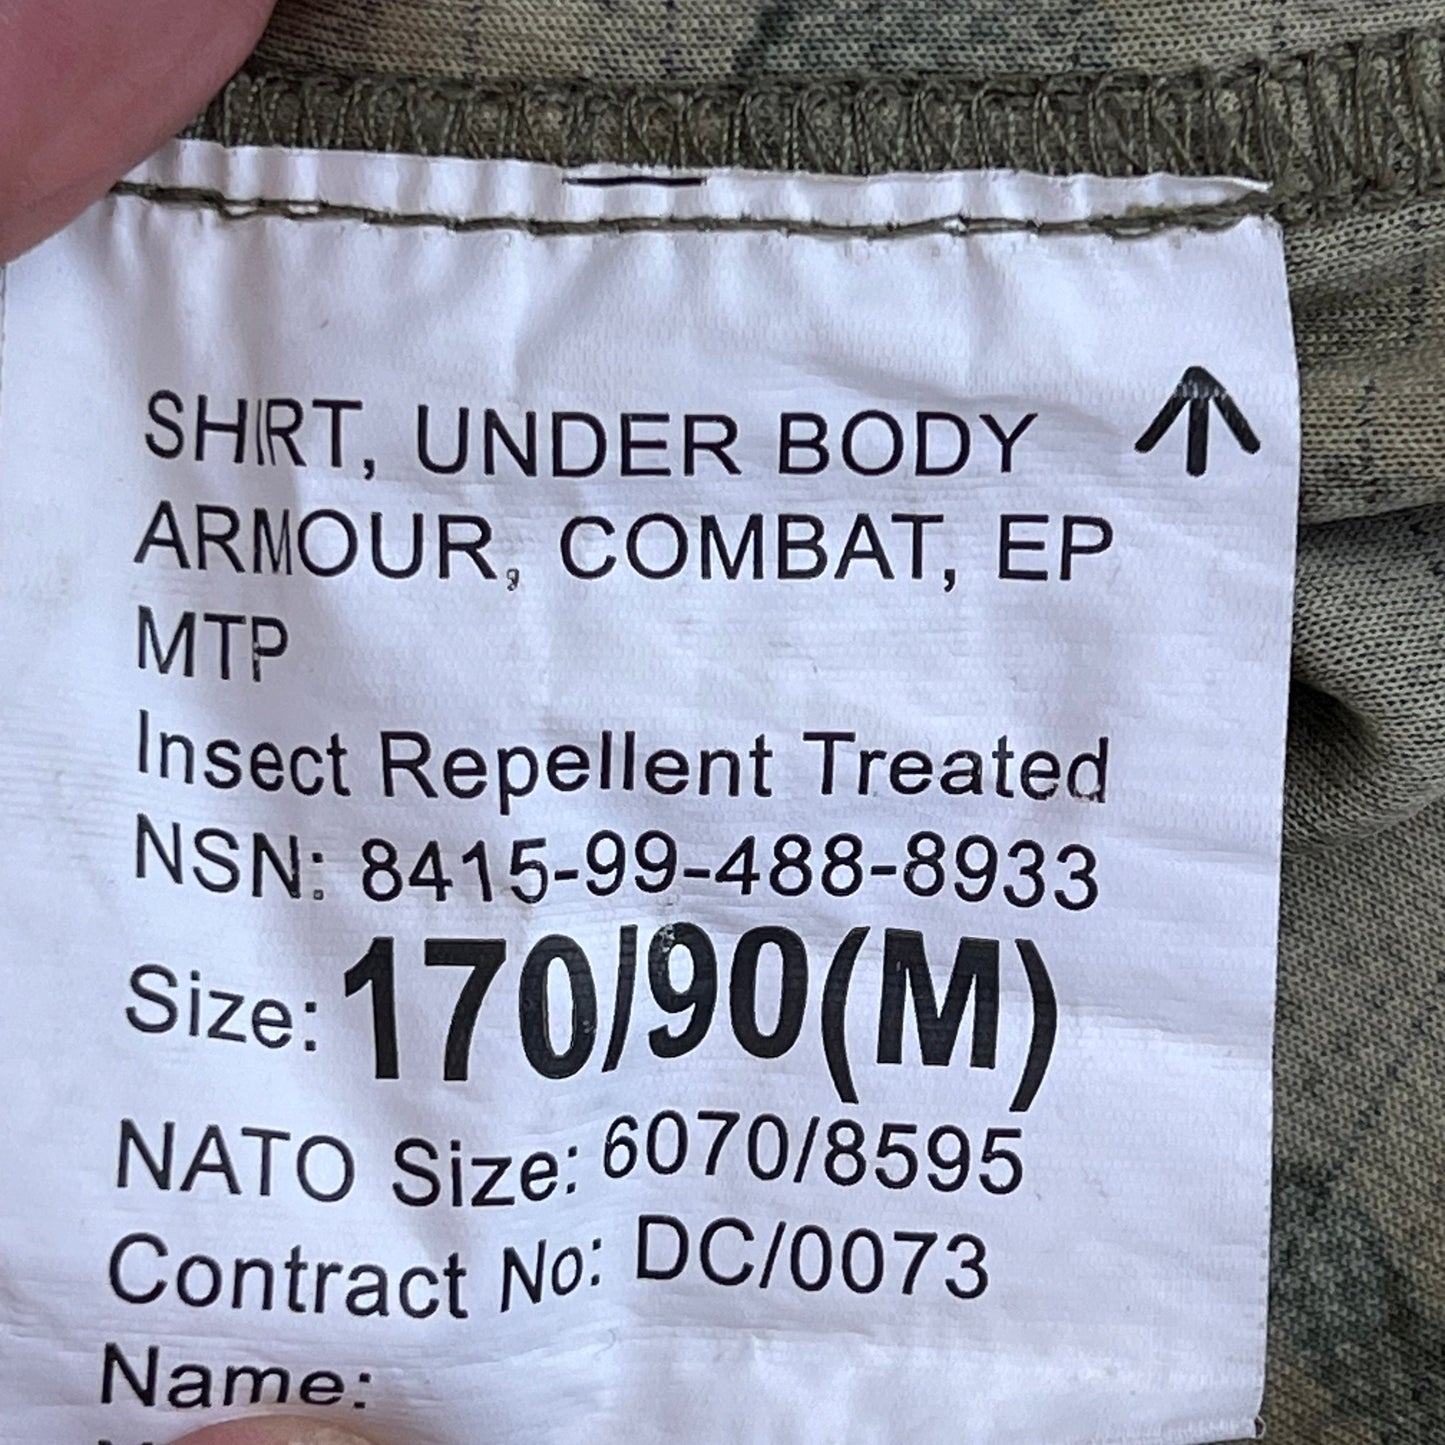 SHIRT, UNDER BODY
ARMOUR, COMBAT, EP
MTP
Insect Repellent Treated
NSN: 8415-99-488-8933
Size: 170/90(M)
NATO Size: 6070/8595
Contract No: DC/0073
Name: